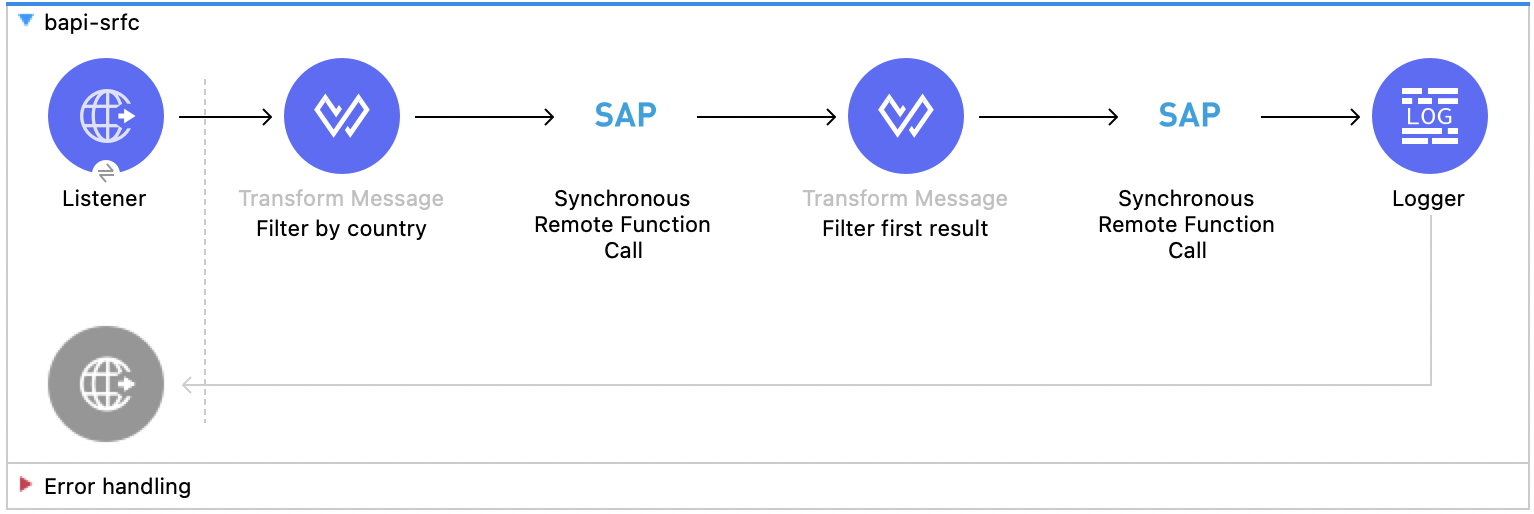 bapi-srfc
SAP
SAP
LOG
Listener
Transform Message
Filter by country
Synchronous
Remote Function
Call
Transform Message
Filter first result
Synchronous
Remote Function
Call
Logger
Error handling